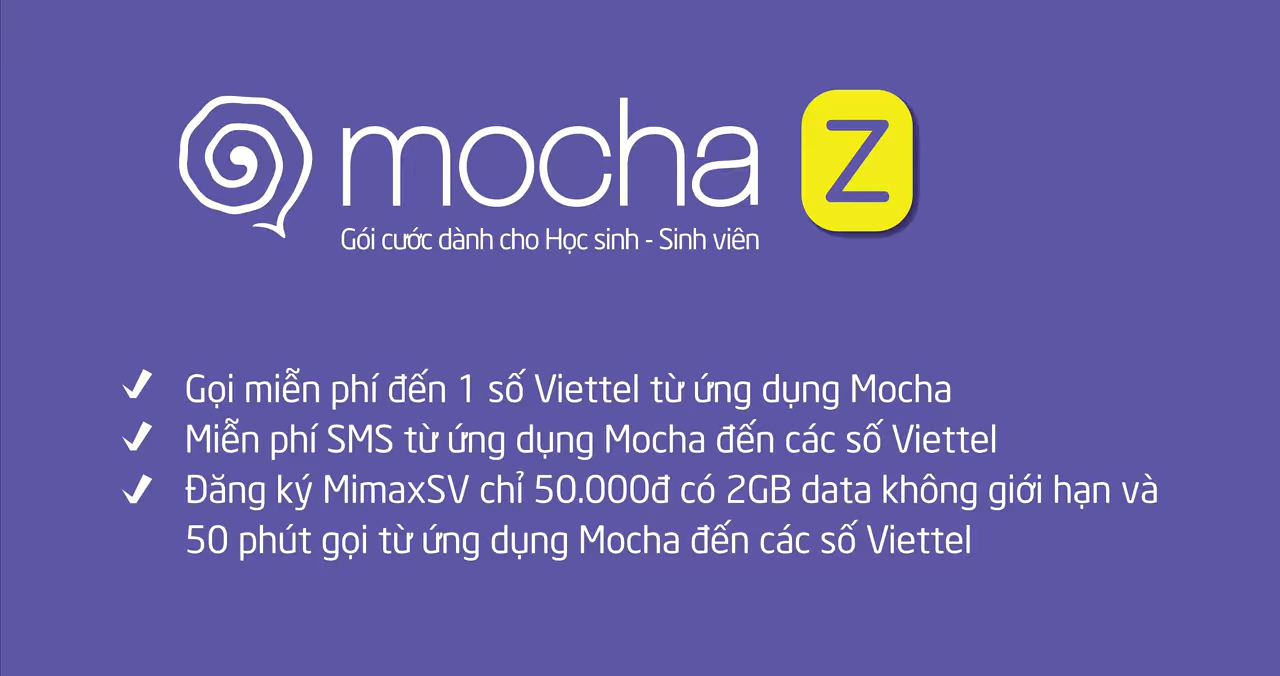 mocha Z
Gói cước dành cho Học sinh - Sinh viên
Gọi miễn phí đến 1 số Viettel từ ứng dụng Mocha
Miễn phí SMS từ ứng dụng Mocha đến các số Viettel
Đăng ký MimaxSV chỉ 50.000đ có 2GB data không giới hạn và
50 phút gọi từ ứng dụng Mocha đến các số Viettel